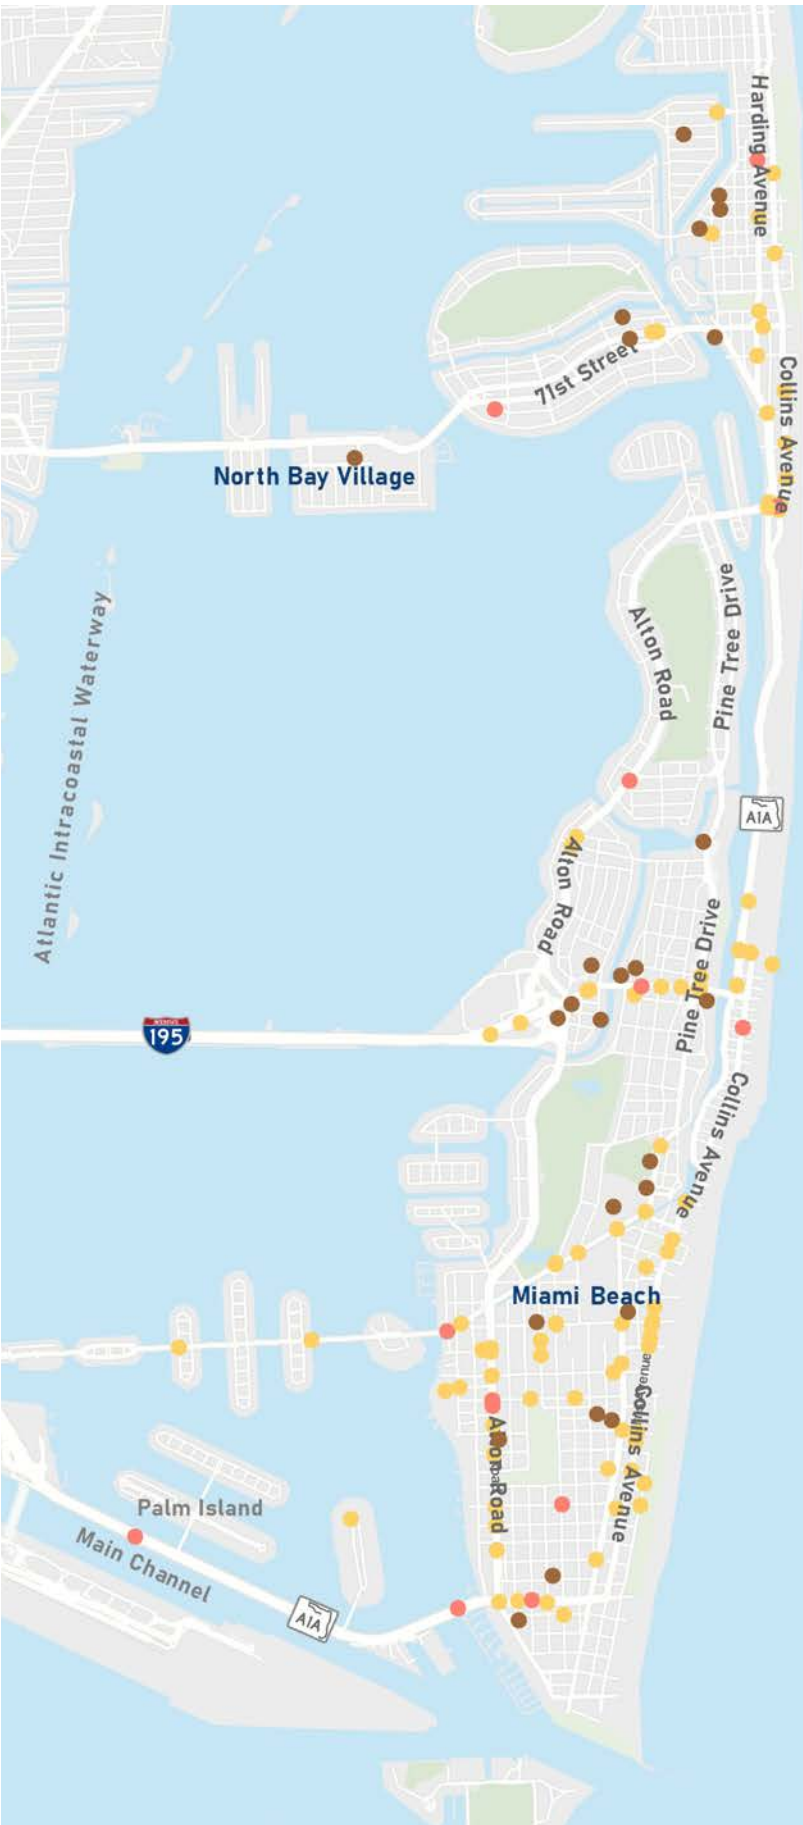 Harding Avenue
71st Street
Collins Avenue
North Bay Village
Pine Tree Drive
Alton Road
Atlantic Intracoastal Waterway
A1A
Alton Road
Pine Tree Drive
195
Collins Avenue
Miami Beach
Collins Avenue
Alton Road
Palm Island
Main Channel
A1A